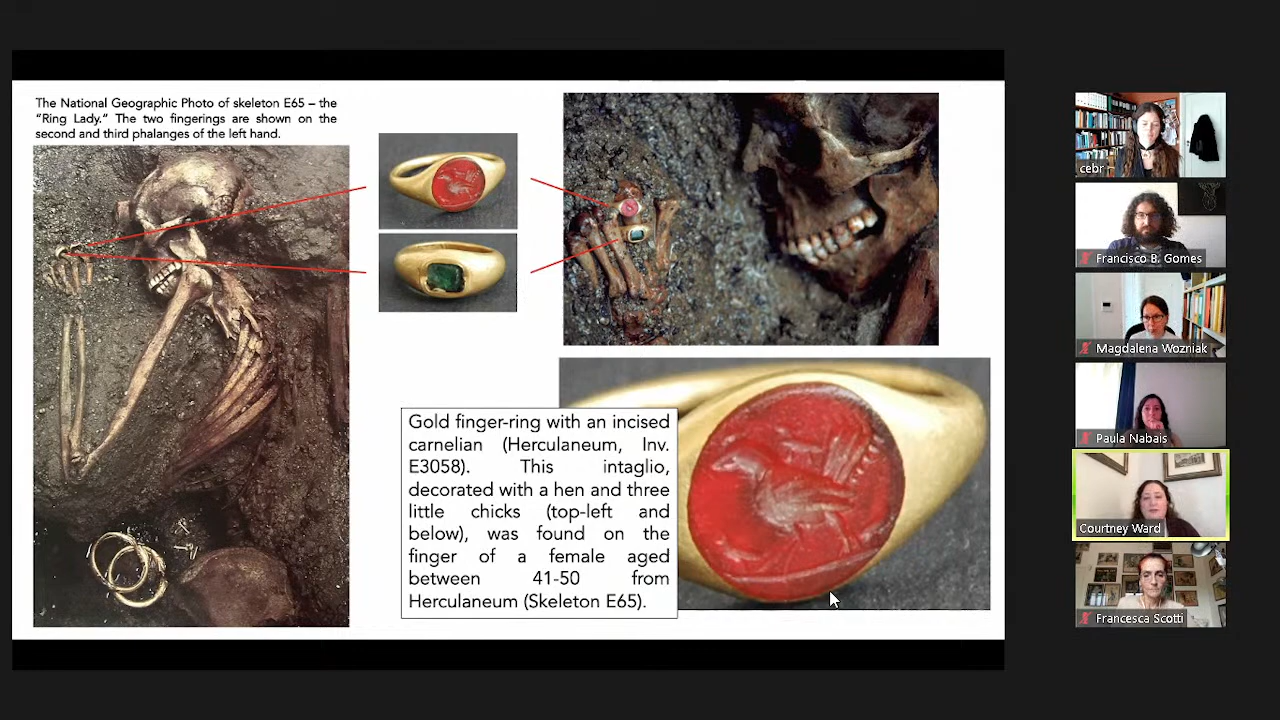 The National Geographic Photo of skeleton E65 – the
“Ring Lady.” The two fingerings are shown on the
second and third phalanges of the left hand.
Gold finger-ring with an incised
carnelian (Herculaneum, Inv.
E3058). This intaglio,
decorated with a hen and three
little chicks (top-left and
below), was found on the
finger of a female aged
between 41-50 from
Herculaneum (Skeleton E65).
cebr
Francisco B. Gomes
Magdalena Wozniak
Paula Nabais
Courtney Ward
Francesca Scotti